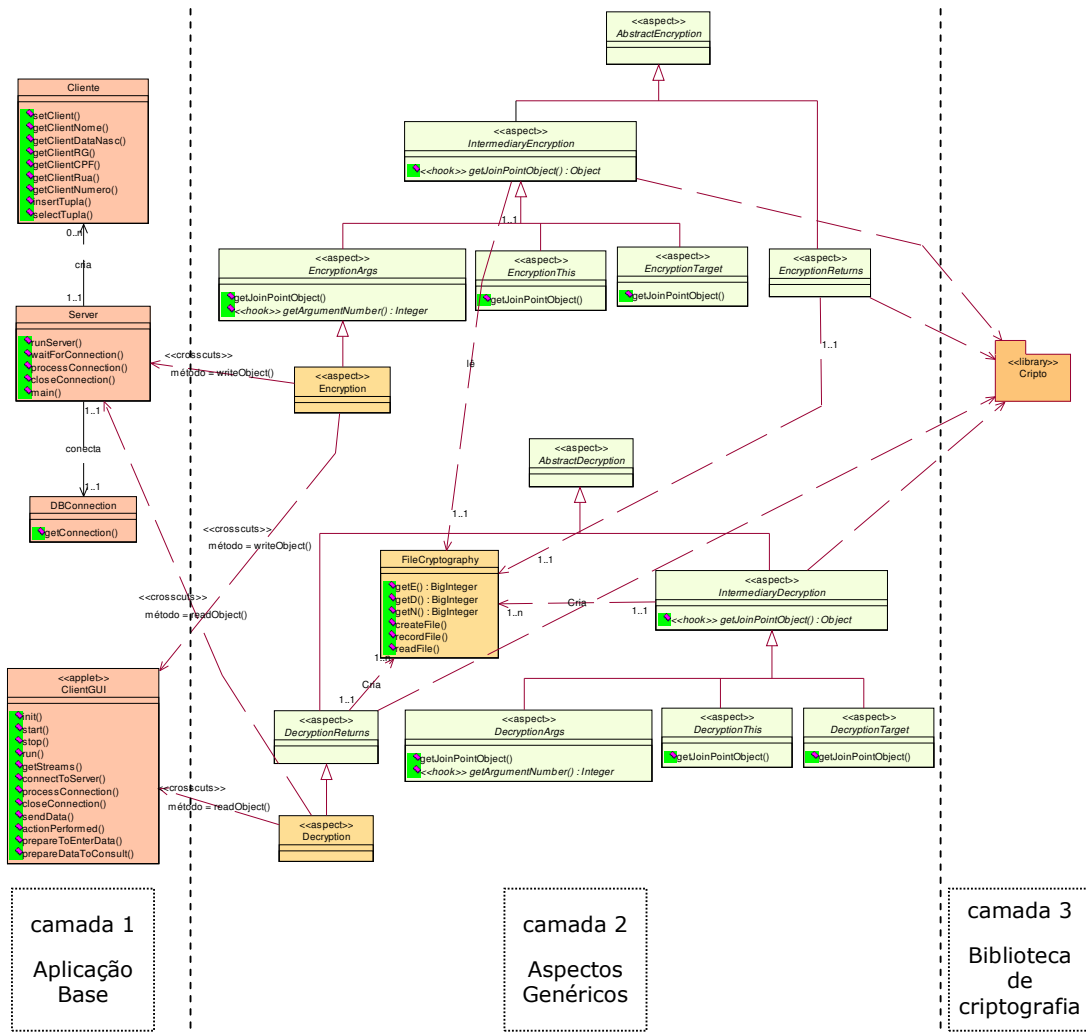 <<aspect>>
AbstractEncryption
Cliente
setClient()
getClientNome()
getClientDataNasc()
getClientRG()
getClientCPF()
getClientRua()
getClientNumero()
insertTupla()
selectTupla()
<<aspect>>
IntermediaryEncryption
<<hook>> getJoinPointObject() : Object
0..n
cria
1..1
1..1
<<aspect>>
EncryptionArgs
getJoinPointObject()
<<hook>> getArgumentNumber() : Integer
<<aspect>>
EncryptionThis
getJoinPointObject()
<<aspect>>
EncryptionTarget
getJoinPointObject()
<<aspect>>
EncryptionReturns
Server
runServer()
waitForConnection()
processConnection()
closeConnection()
main()
<<crosscuts>>
método = writeObject()
<<aspect>>
Encryption
lê
1..1
<<library>>
Cripto
1..1
conecta
1..1
DBConnection
getConnection()
<<aspect>>
AbstractDecryption
<<crosscuts>>
método = writeObject()
1..1
1..1
FileCryptography
getE() : BigInteger
getD() : BigInteger
getN() : BigInteger
createFile()
recordFile()
readFile()
<<crosscuts>>
método = readObject()
1..n
Cria
1..1
<<aspect>>
IntermediaryDecryption
<<hook>> getJoinPointObject() : Object
1..n
Cria
1..1
<<applet>>
ClientGUI
init()
start()
stop()
run()
getStreams()
connectToServer()
processConnection()
closeConnection()
sendData()
actionPerformed()
prepareToEnterData()
prepareDataToConsult()
<<aspect>>
DecryptionReturns
<<aspect>>
DecryptionArgs
getJoinPointObject()
<<hook>> getArgumentNumber() : Integer
<<aspect>>
DecryptionThis
getJoinPointObject()
<<aspect>>
DecryptionTarget
getJoinPointObject()
<<crosscuts>>
método = readObject()
<<aspect>>
Decryption
camada 1
Aplicação
Base
camada 2
Aspectos
Genéricos
camada 3
Biblioteca
de
criptografia